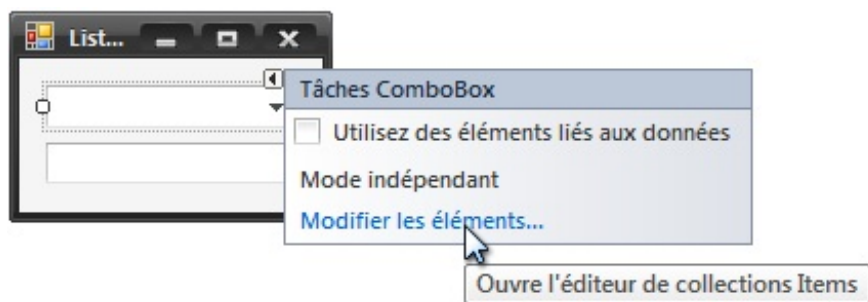 List...
Tâches ComboBox
Utilisez des éléments liés aux données
Mode indépendant
Modifier les éléments...
Ouvre l'éditeur de collections Items